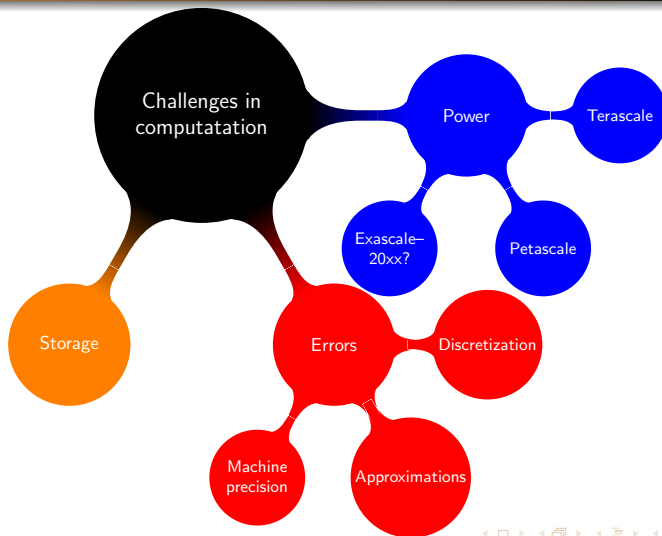 Challenges in
computatation
Power
Terascale
Exascale–
20xx?
Petascale
Storage
Errors
Discretization
Machine
precision
Approximations